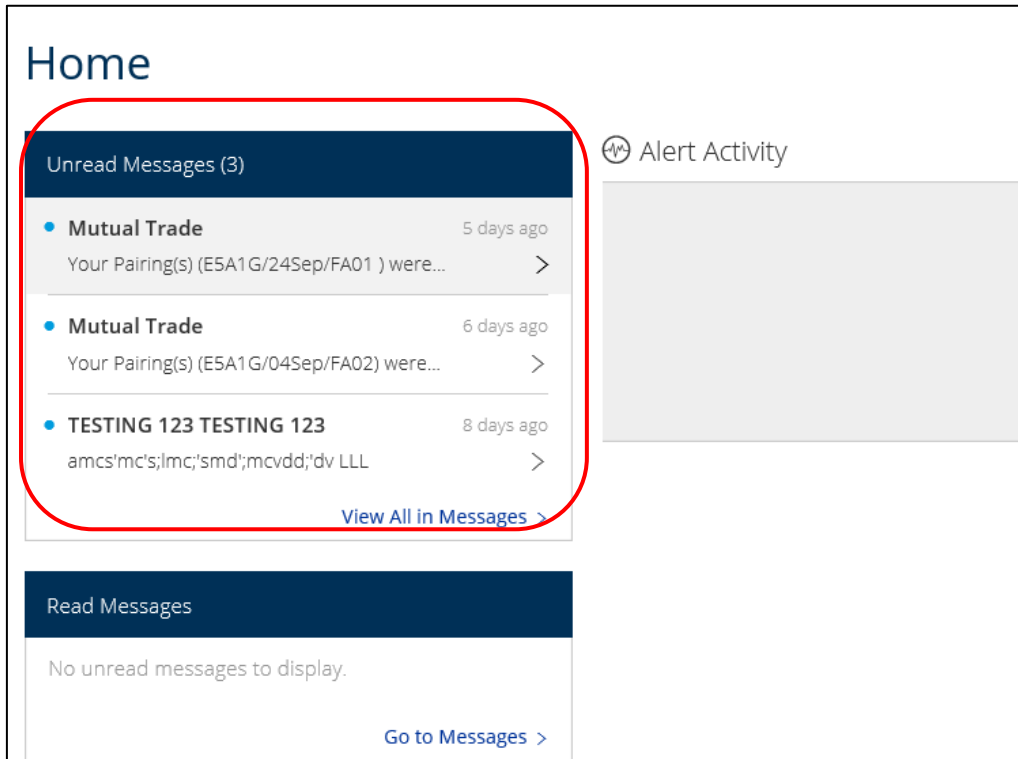 Home
Unread Messages (3)
Mutual Trade 5 days ago
Your Pairing(s) (E5A1G/24Sep/FA01 ) were...
Mutual Trade 6 days ago
Your Pairing(s) (E5A1G/04Sep/FA02) were...
TESTING 123 TESTING 123 8 days ago
amcs'mc's;lmc;'smd';mcvdd;'dv LLL
View All in Messages >
Read Messages
No unread messages to display.
Go to Messages >
Alert Activity